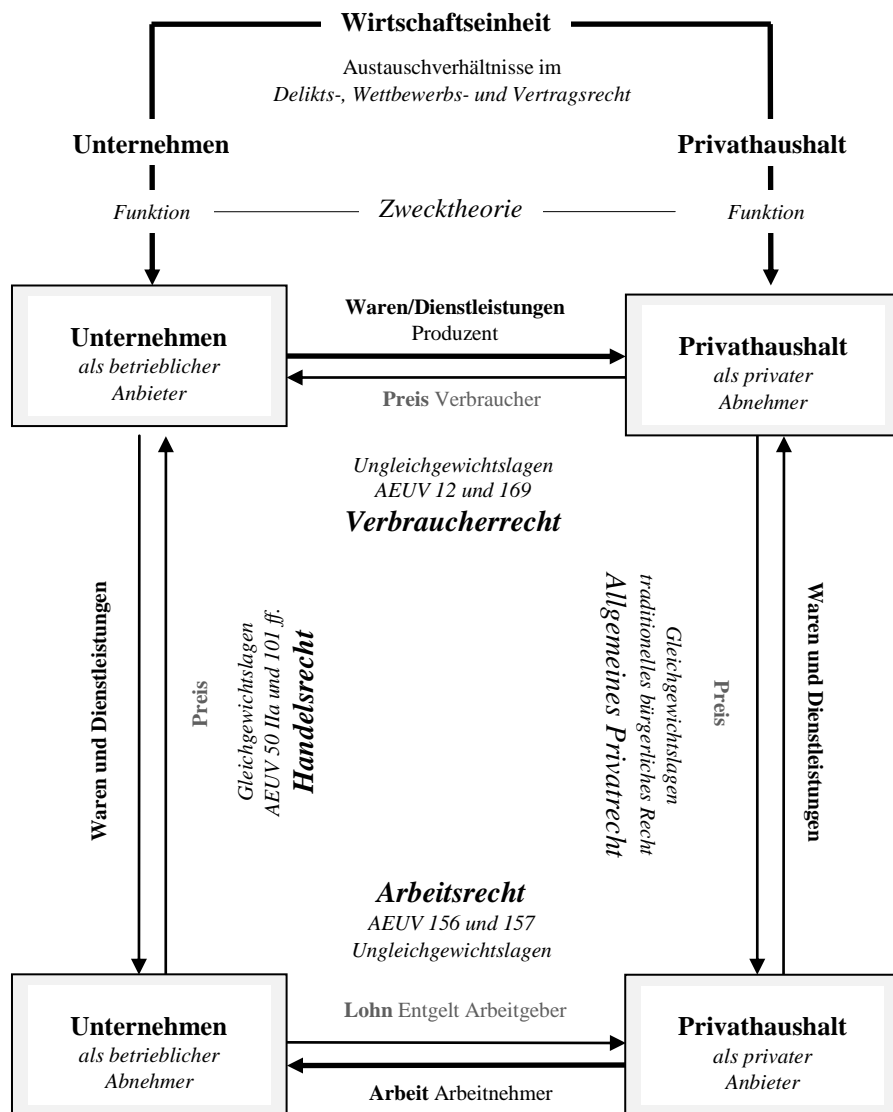 Wirtschaftseinheit
Austauschverhältnisse im
Delikts-, Wettbewerbs- und Vertragsrecht
Unternehmen
Privathaushalt
Funktion
Zwecktheorie
Funktion
Unternehmen
als betrieblicher
Anbieter
Waren/Dienstleistungen
Produzent
Preis Verbraucher
Privathaushalt
als privater
Abnehmer
Ungleichgewichtslagen
AEUV 12 und 169
Verbraucherrecht
Waren und Dienstleistungen
Preis
Gleichgewichtslagen
AEUV 50 IIa und 101 ff.
Handelsrecht
Allgemeines Privatrecht
traditionelles bürgerliches Recht
Gleichgewichtslagen
Preis
Waren und Dienstleistungen
Arbeitsrecht
AEUV 156 und 157
Ungleichgewichtslagen
Unternehmen
als betrieblicher
Abnehmer
Lohn Entgelt Arbeitgeber
Arbeit Arbeitnehmer
Privathaushalt
als privater
Anbieter